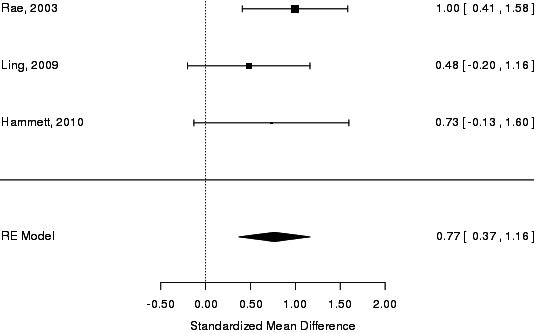 Rae, 2003 1.00 [ 0.41 , 1.58 ]
Ling, 2009 0.48 [ -0.20 , 1.16 ]
Hammett, 2010 0.73 [ -0.13 , 1.60 ]
RE Model 0.77 [ 0.37 , 1.16 ]
-0.50 0.00 0.50 1.00 1.50 2.00
Standardized Mean Difference